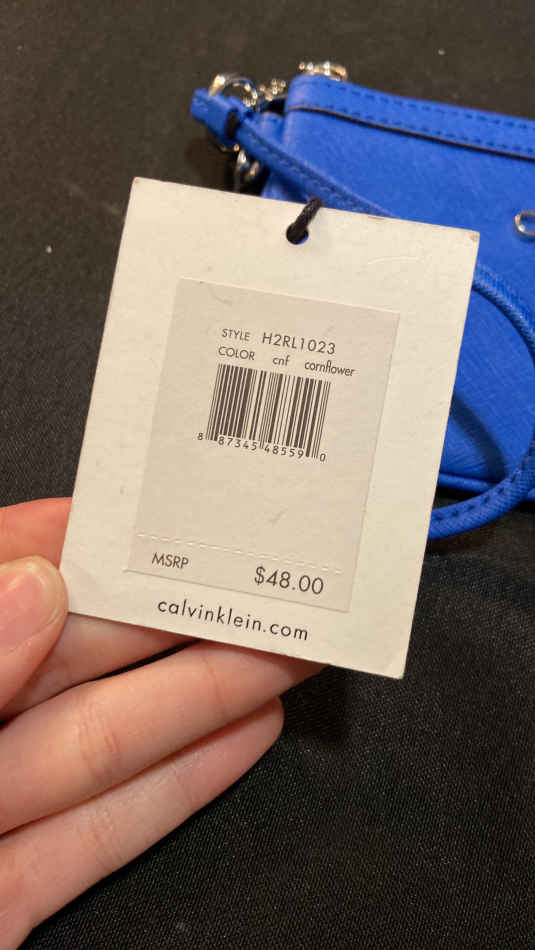 STYLE H2RL1023
COLOR cnf cornflower
8 87345 48559 0
MSRP $48.00
calvinklein.com